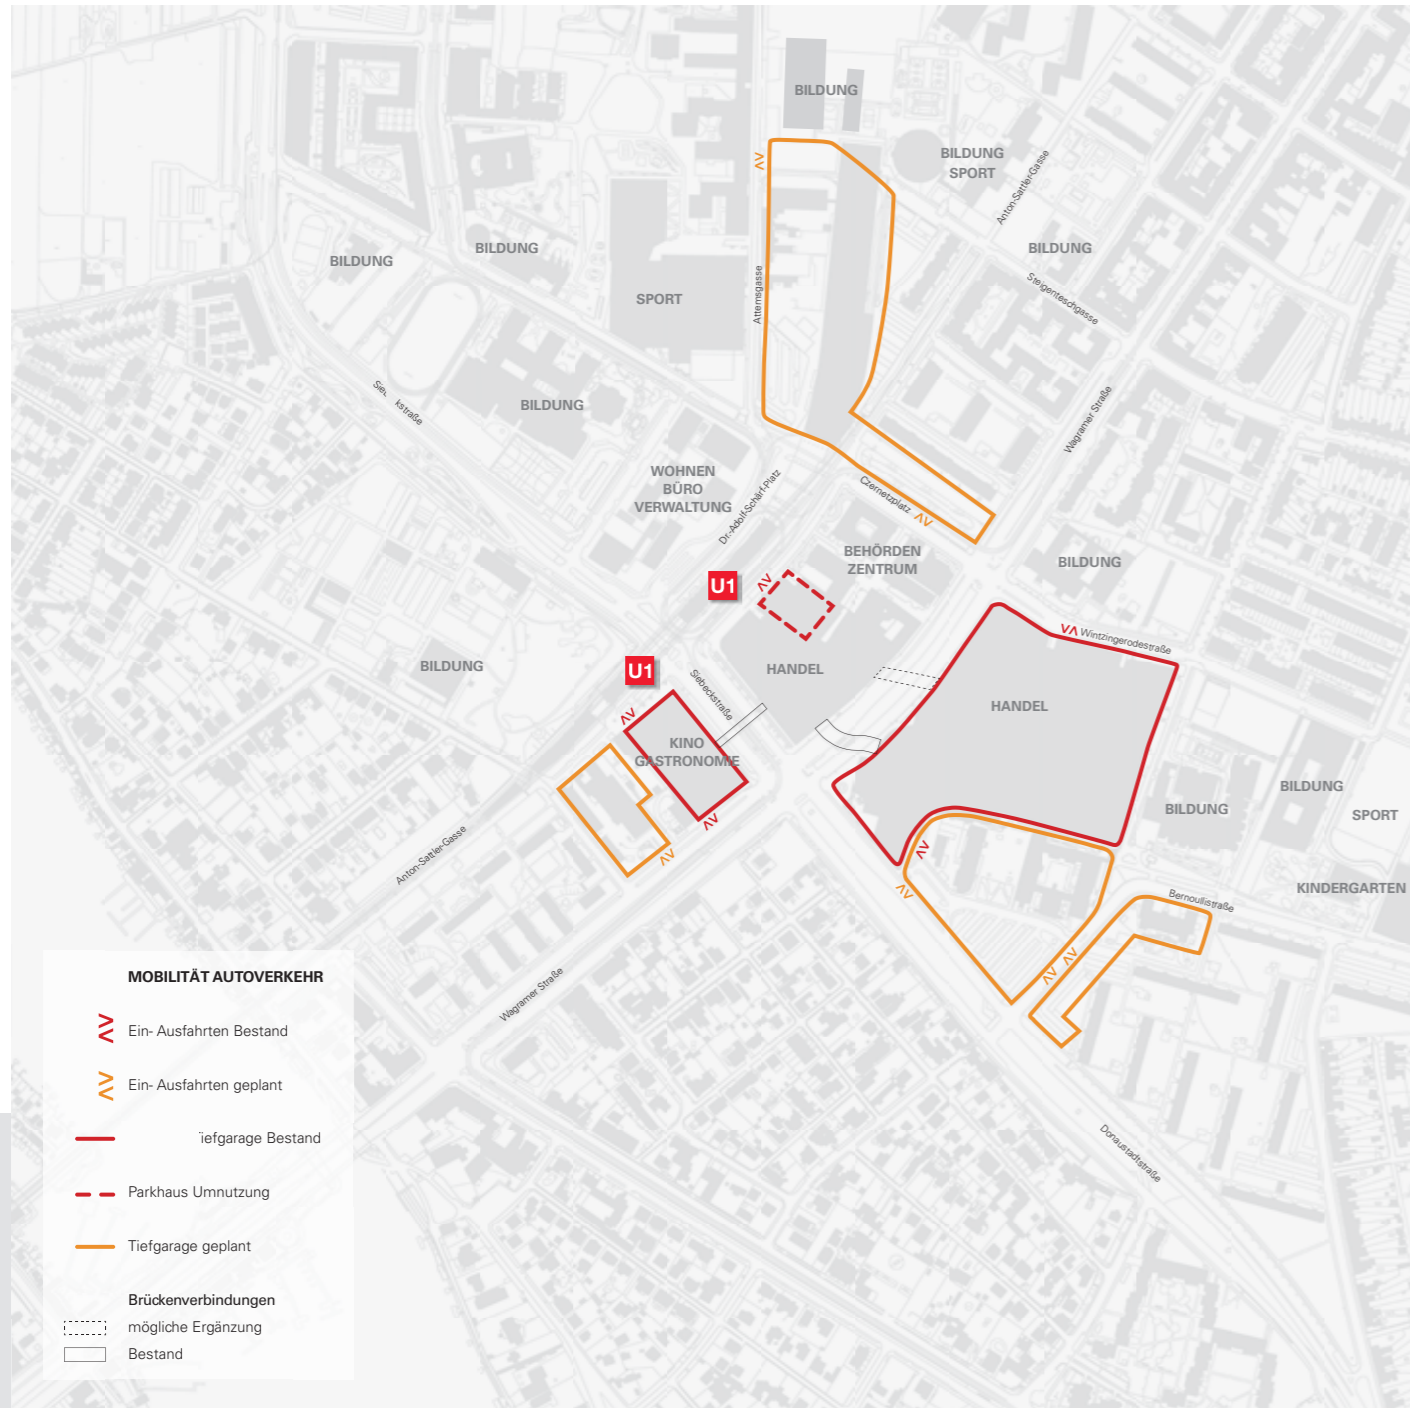 BILDUNG
BILDUNG
SPORT
Anton-Sattler-Gasse
BILDUNG
BILDUNG
BILDUNG
Steigenteschgasse
Attemsgasse
SPORT
BILDUNG
kstraße
Wagramer Straße
WOHNEN
BÜRO
VERWALTUNG
Dr.-Adolf-Schärf-Platz
Czernetzplatz
BEHÖRDEN
ZENTRUM
BILDUNG
U1
Wintzingerodestraße
U1
BILDUNG
HANDEL
Siebeckstraße
HANDEL
KINO
GASTRONOMIE
BILDUNG
BILDUNG
SPORT
Anton-Sattler-Gasse
KINDERGARTEN
Bernoullistraße
Wagramer Straße
Donaustadtstraße
MOBILITÄT AUTOVERKEHR
Ein- Ausfahrten Bestand
Ein- Ausfahrten geplant
iefgarage Bestand
Parkhaus Umnutzung
Tiefgarage geplant
Brückenverbindungen
mögliche Ergänzung
Bestand